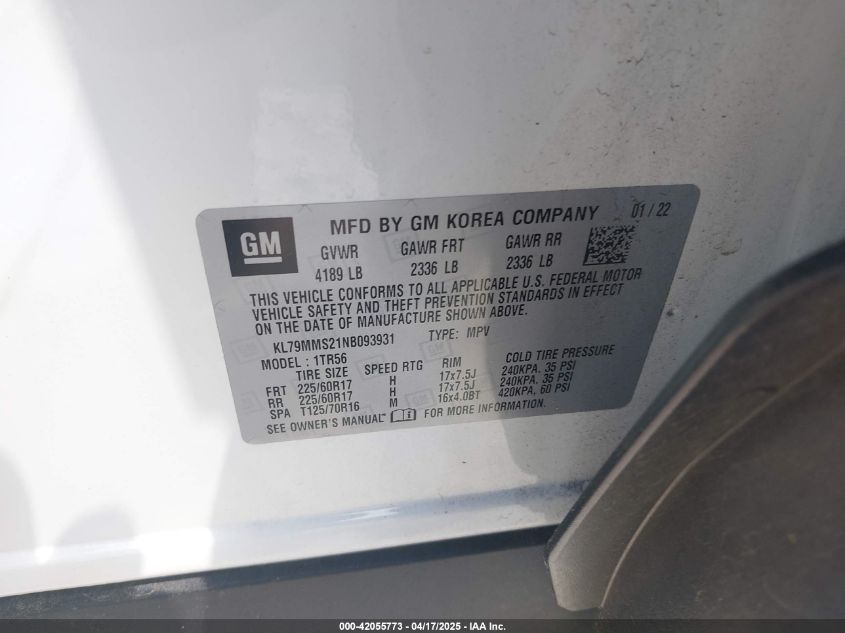 GM
MFD BY GM KOREA COMPANY 01 / 22
GVWR GAWR FRT GAWR RR
4189 LB 2336 LB 2336 LB
THIS VEHICLE CONFORMS TO ALL APPLICABLE U.S. FEDERAL MOTOR
VEHICLE SAFETY AND THEFT PREVENTION STANDARDS IN EFFECT
ON THE DATE OF MANUFACTURE SHOWN ABOVE.
KL79MMS21NB093931 TYPE: MPV
MODEL : 1TR56
TIRE SIZE SPEED RTG RIM COLD TIRE PRESSURE
FRT 225/60R17 H 17x7.5J 240KPA, 35 PSI
RR 225/60R17 H 17x7.5J 240KPA, 35 PSI
SPA T125/70R16 M 16x4.0BT 420KPA, 60 PSI
SEE OWNER'S MANUAL FOR MORE INFORMATION.
000-42055773 - 04/17/2025 - IAA Inc.